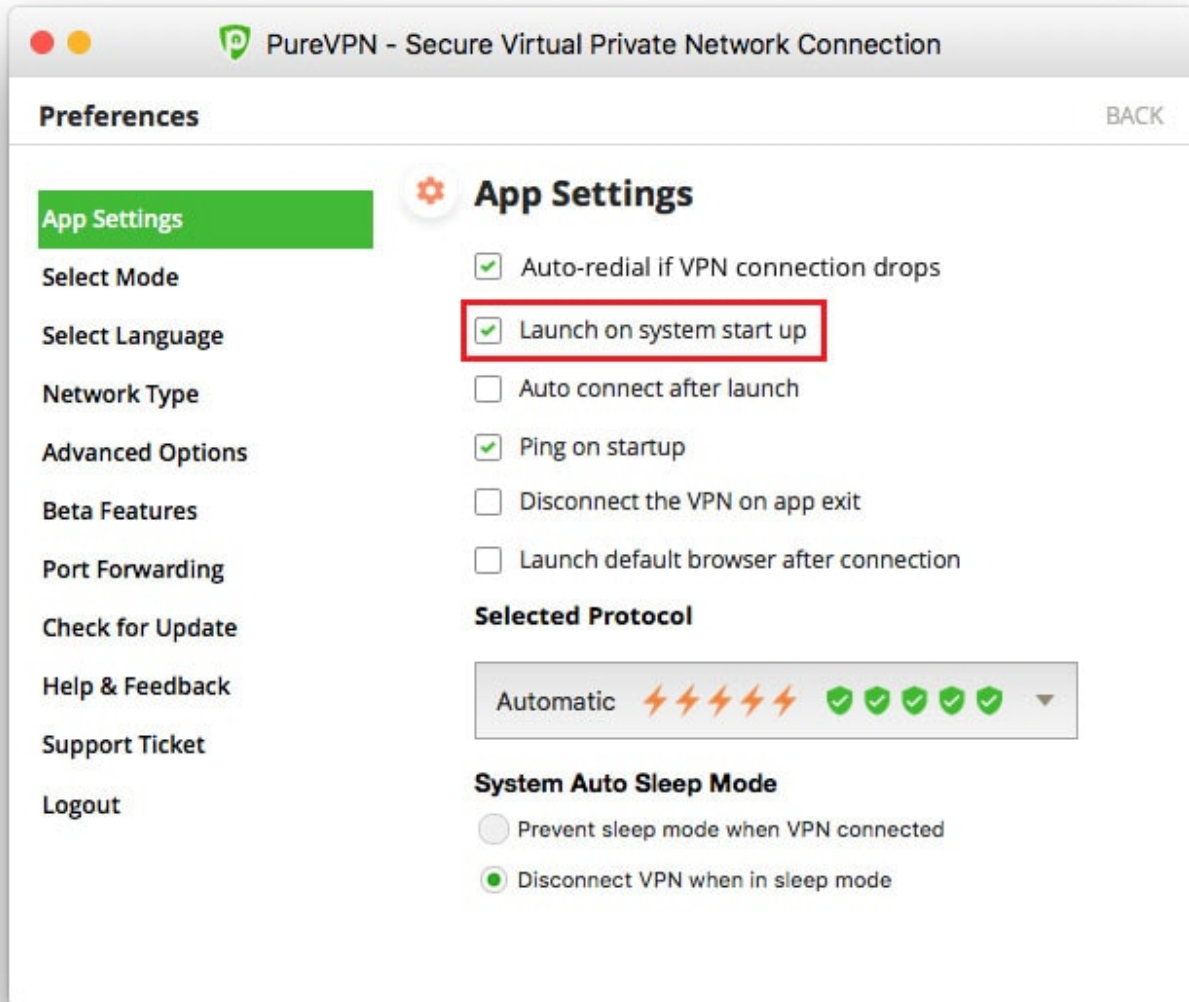 PureVPN - Secure Virtual Private Network Connection
Preferences
BACK
App Settings
Select Mode
Select Language
Network Type
Advanced Options
Beta Features
Port Forwarding
Check for Update
Help & Feedback
Support Ticket
Logout
App Settings
Auto-redial if VPN connection drops
Launch on system start up
Auto connect after launch
Ping on startup
Disconnect the VPN on app exit
Launch default browser after connection
Selected Protocol
Automatic
System Auto Sleep Mode
Prevent sleep mode when VPN connected
Disconnect VPN when in sleep mode